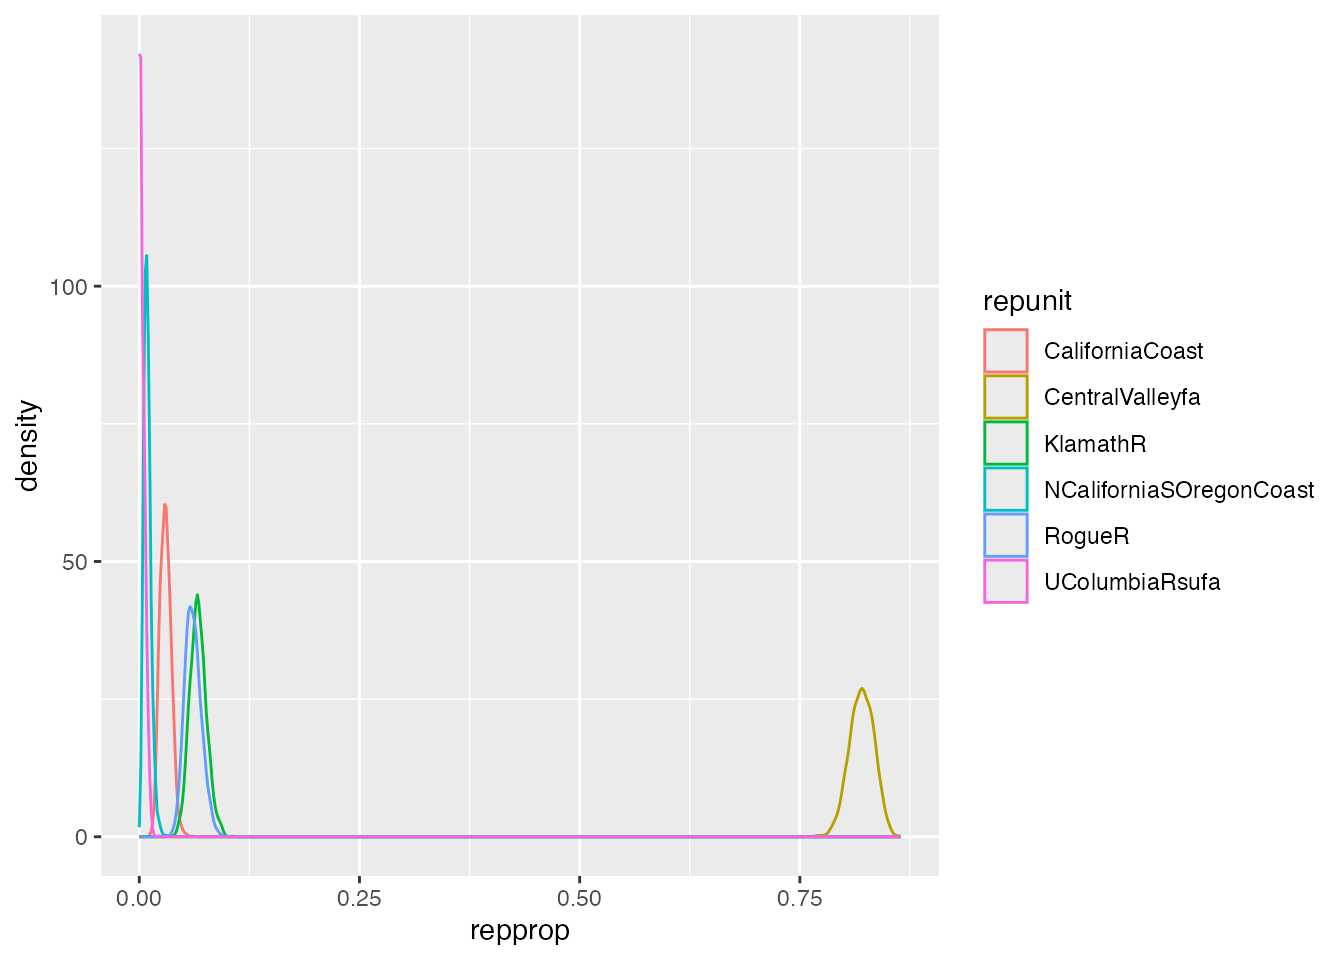 100
50
0
density
0.00 0.25 0.50 0.75
repprop
repunit
CaliforniaCoast
CentralValleyfa
KlamathR
NCaliforniaSOregonCoast
RogueR
UColumbiaRsufa